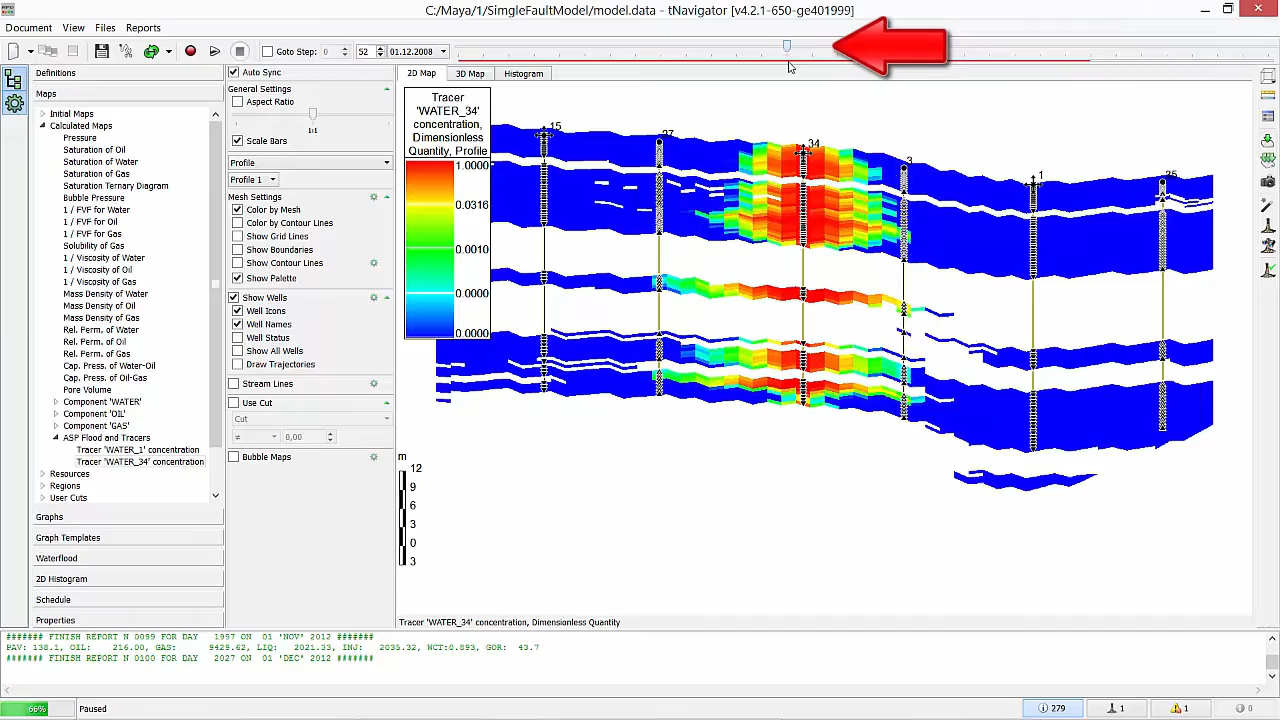 C:/Maya/1/SimpleFaultModel/model.data - tNavigator [v4.2.1-650-ge401999]
Document View Files Reports
Goto Step: 0 52 01.12.2008
Definitions
Maps
Initial Maps
Calculated Maps
Pressure
Saturation of Oil
Saturation of Water
Saturation of Gas
Saturation Ternary Diagram
Bubble Pressure
1 / FVF for Water
1 / FVF for Oil
1 / FVF for Gas
Solubility of Gas
1 / Viscosity of Water
1 / Viscosity of Oil
1 / Viscosity of Gas
Mass Density of Water
Mass Density of Oil
Mass Density of Gas
Rel. Perm. of Water
Rel. Perm. of Oil
Rel. Perm. of Gas
Cap. Press. of Water-Oil
Cap. Press. of Oil-Gas
Pore Volume
Component 'WATER'
Component 'OIL'
Component 'GAS'
ASP Flood and Tracers
Tracer 'WATER_1' concentration
Tracer 'WATER_34' concentration
Resources
Regions
User Cuts
Graphs
Graph Templates
Waterflood
2D Histogram
Schedule
Properties
Auto Sync
General Settings
Aspect Ratio
1:1
Scale Bars
Profile
Profile 1
Mesh Settings
Color by Mesh
Color by Contour Lines
Show Grid Lines
Show Boundaries
Show Contour Lines
Show Palette
Show Wells
Well Icons
Well Names
Well Status
Show All Wells
Draw Trajectories
Stream Lines
Use Cut
Cut
≠ 0,00
Bubble Maps
2D Map 3D Map Histogram
Tracer
'WATER_34'
concentration,
Dimensionless
Quantity, Profile
1.0000
0.0316
0.0010
0.0000
0.0000
15 27 34 3 1 25
m
12
9
6
3
0
3
Tracer 'WATER_34' concentration, Dimensionless Quantity
####### FINISH REPORT N 0099 FOR DAY 1997 ON 01 'NOV' 2012 #######
PAV: 138.1, OIL: 216.00, GAS: 9429.62, LIQ: 2021.33, INJ: 2035.32, WCT:0.893, GOR: 43.7
####### FINISH REPORT N 0100 FOR DAY 2027 ON 01 'DEC' 2012 #######
66% Paused 279 1 1 0